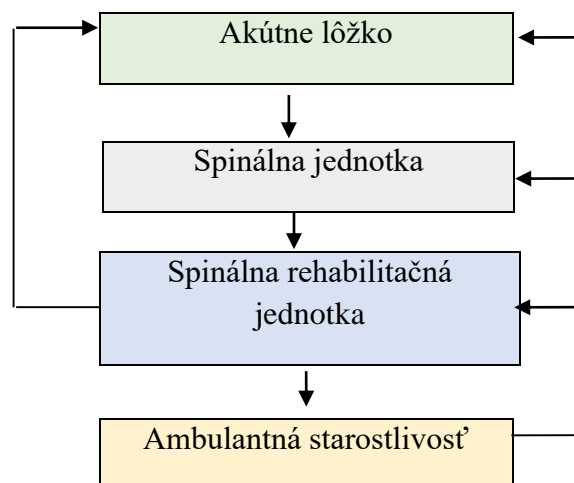 Akútne lôžko
Spinálna jednotka
Spinálna rehabilitačná
jednotka
Ambulantná starostlivosť